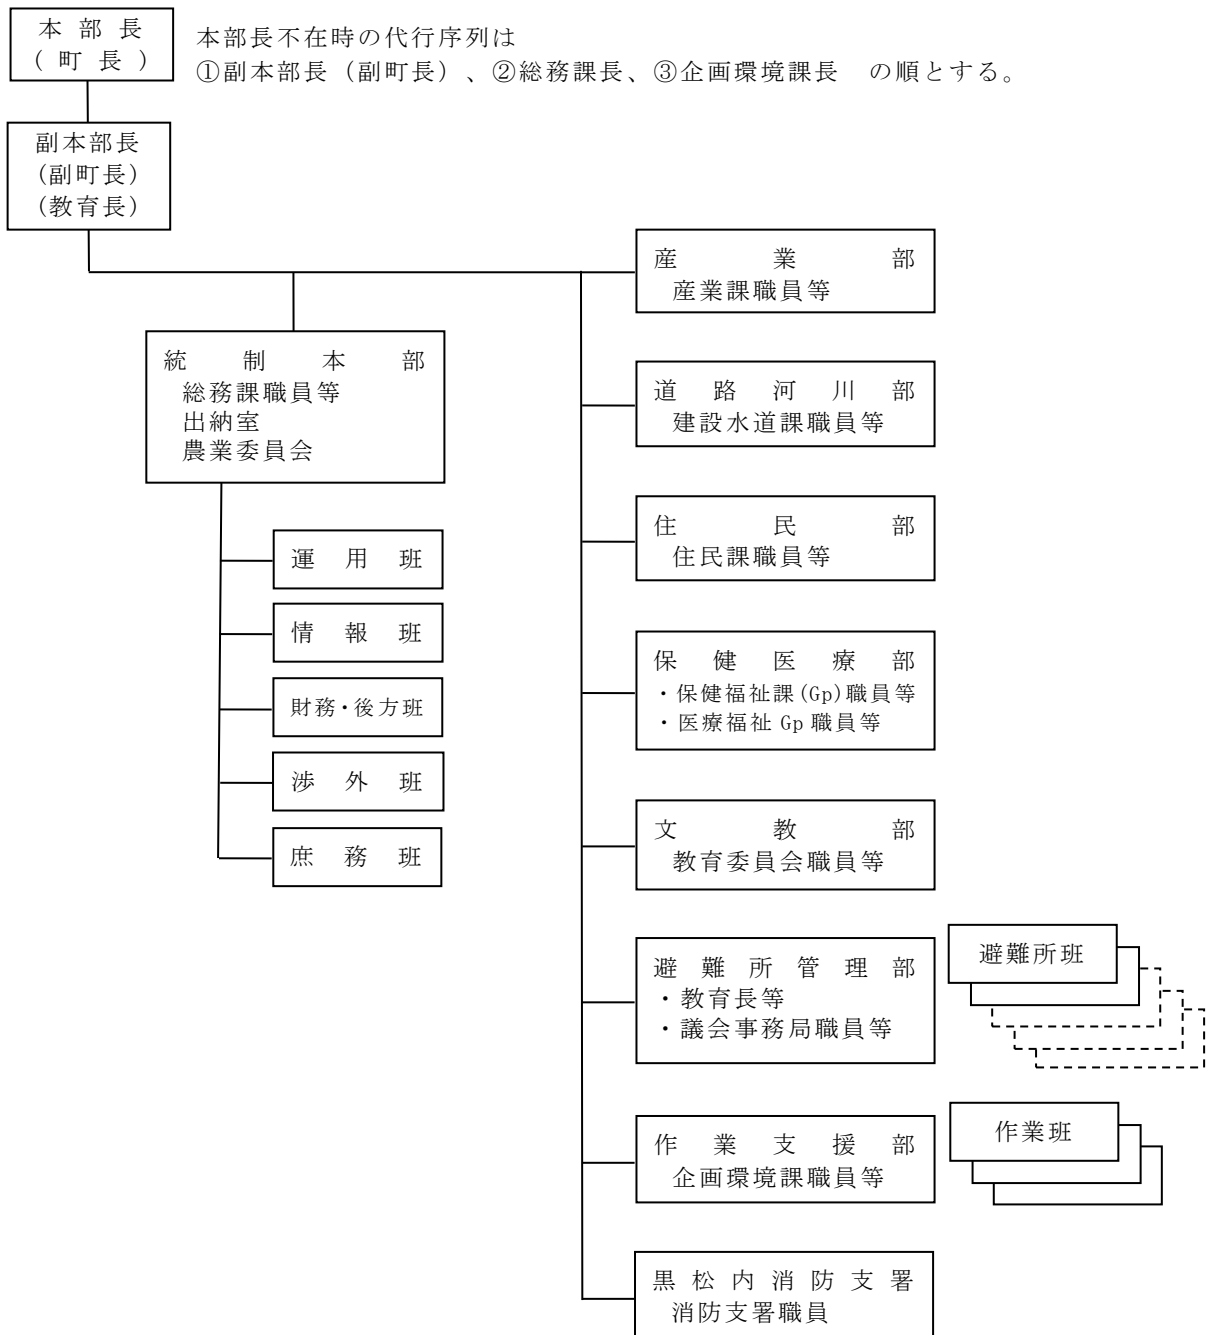 本部長
(町長)
本部長不在時の代行序列は
①副本部長（副町長）、②総務課長、③企画環境課長　の順とする。
副本部長
(副町長)
(教育長)
統制本部
総務課職員等
出納室
農業委員会
運用班
情報班
財務・後方班
渉外班
庶務班
産業部
産業課職員等
道路河川部
建設水道課職員等
住民部
住民課職員等
保健医療部
・保健福祉課(Gp)職員等
・医療福祉Gp職員等
文教部
教育委員会職員等
避難所管理部
・教育長等
・議会事務局職員等
避難所班
作業支援部
企画環境課職員等
作業班
黒松内消防支署
消防支署職員